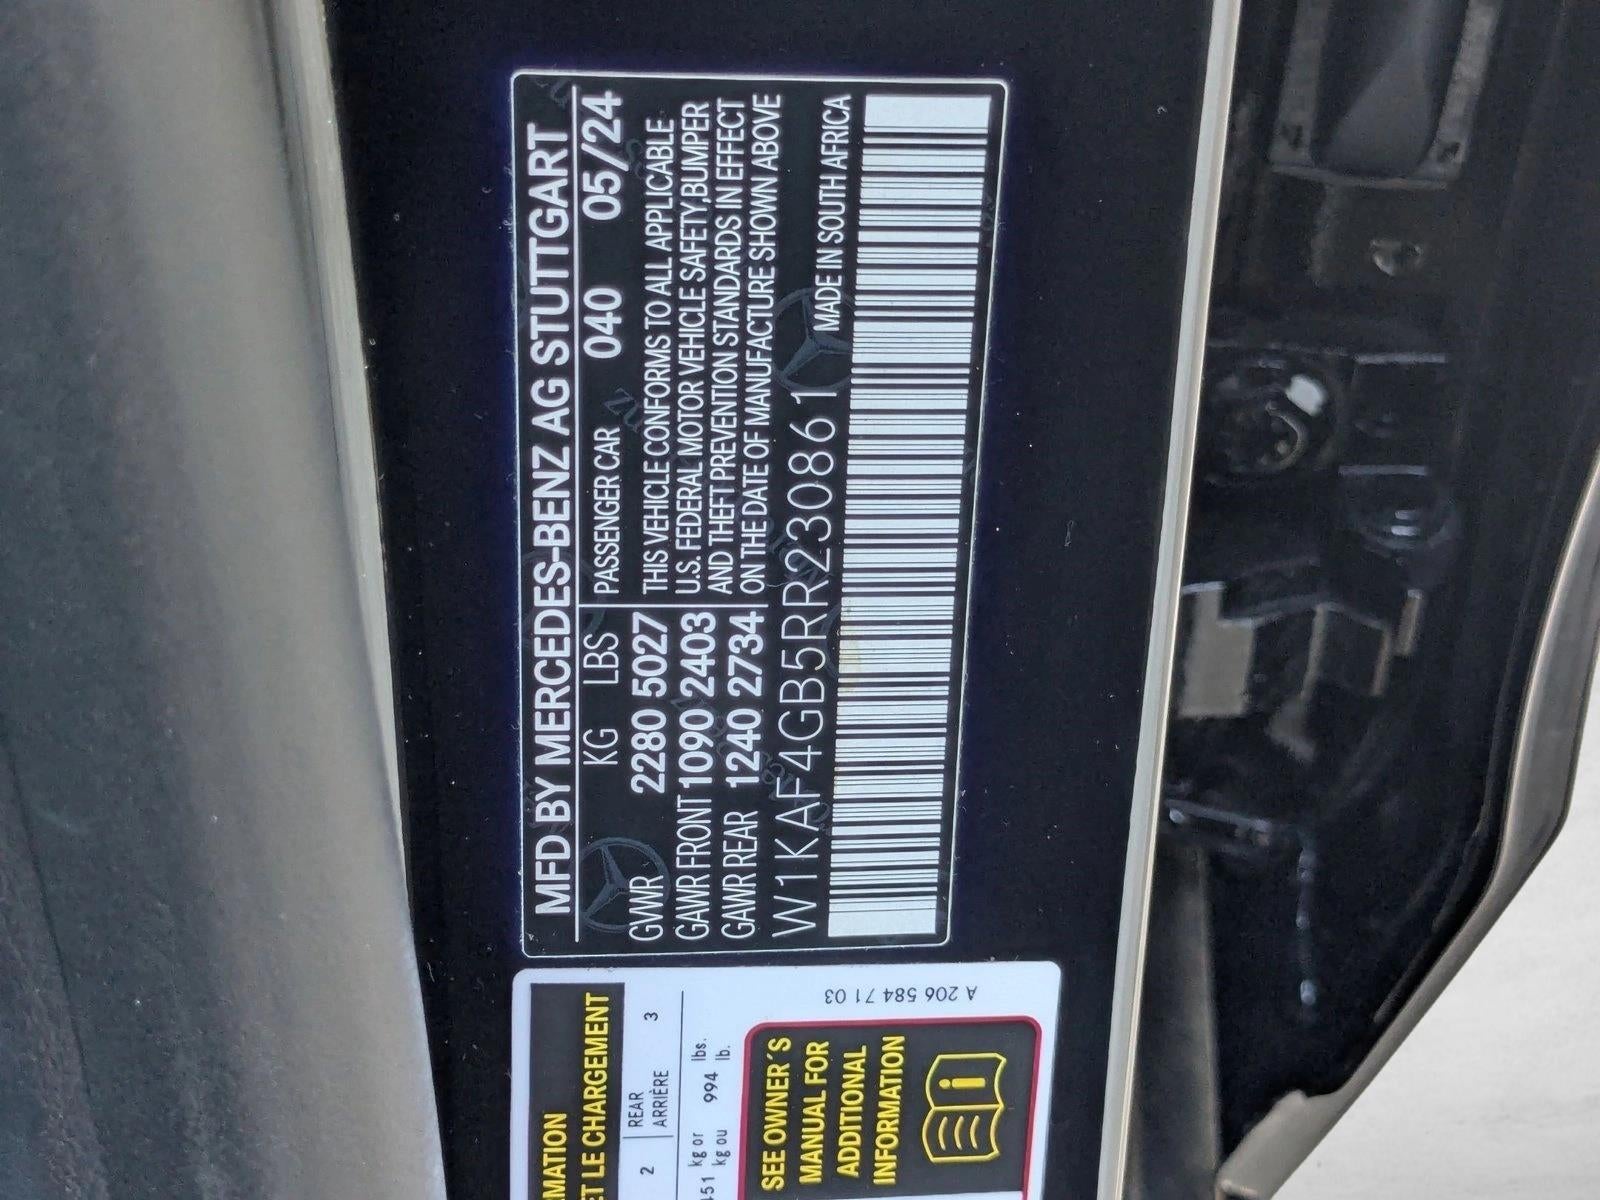 MFD BY MERCEDES-BENZ AG STUTTGART
KG LBS
PASSENGER CAR 040 05/24
GVWR 2280 5027
GAWR FRONT 1090 2403
GAWR REAR 1240 2734
THIS VEHICLE CONFORMS TO ALL APPLICABLE
U.S. FEDERAL MOTOR VEHICLE SAFETY,BUMPER
AND THEFT PREVENTION STANDARDS IN EFFECT
ON THE DATE OF MANUFACTURE SHOWN ABOVE
W1KAF4GB5RR230861
MADE IN SOUTH AFRICA
MATION
ET LE CHARGEMENT
2 REAR 3
ARRIÈRE
451 kg or lbs.
kg ou 994 lb.
SEE OWNER´S
MANUAL FOR
ADDITIONAL
INFORMATION
A 206 584 71 03